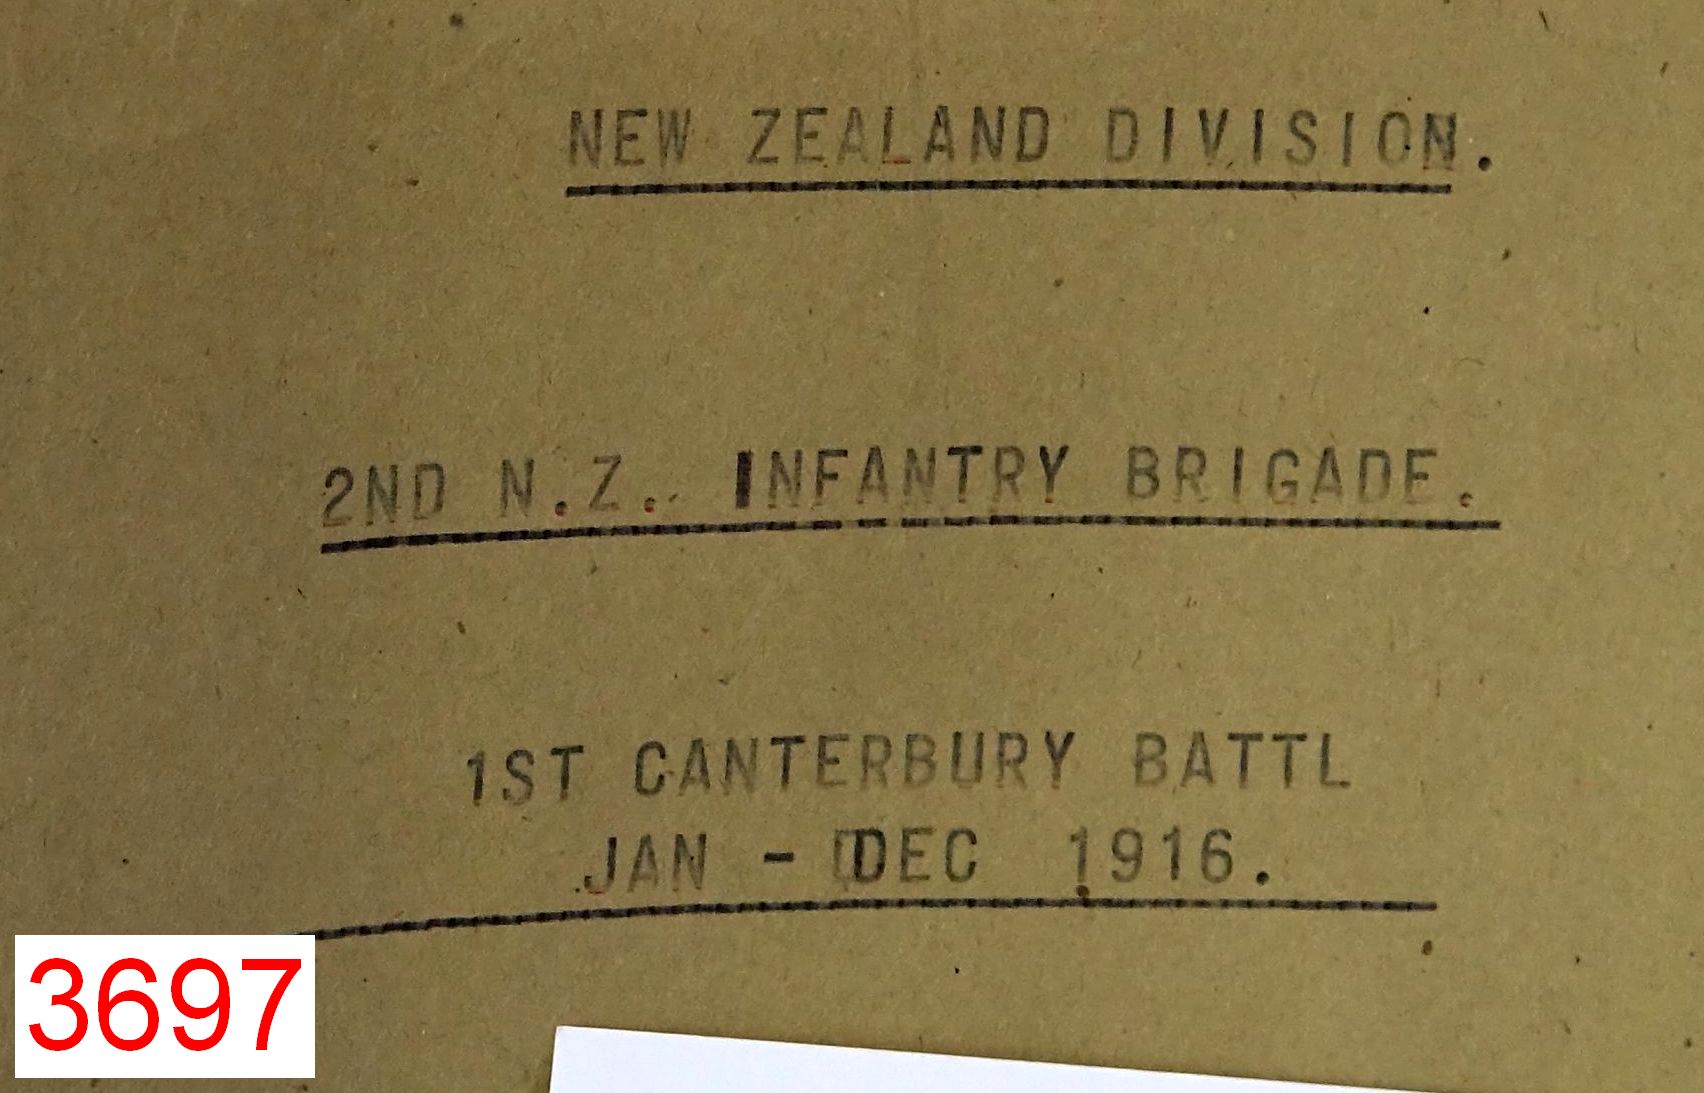 NEW ZEALAND DIVISION.
2ND N.Z. INFANTRY BRIGADE.
1ST CANTERBURY BATTL
JAN - DEC 1916.
3697